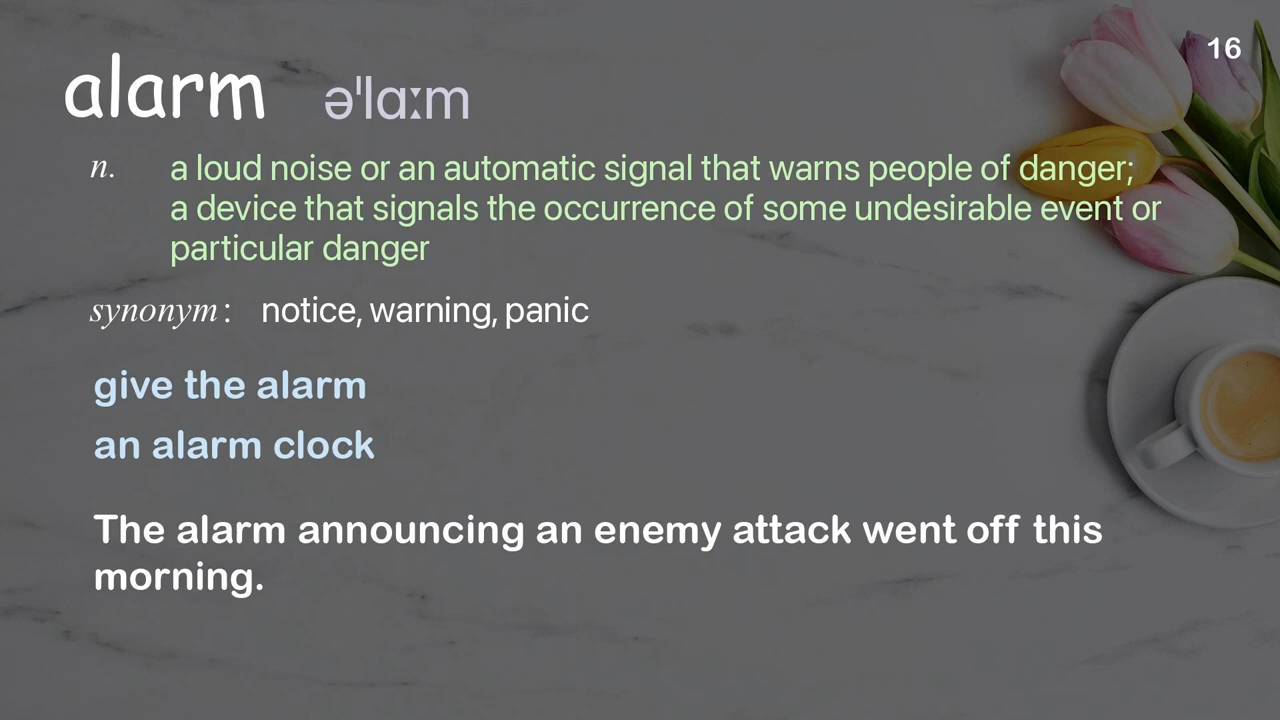 16
alarm əˈlɑːm
n. a loud noise or an automatic signal that warns people of danger;
a device that signals the occurrence of some undesirable event or
particular danger
synonym: notice, warning, panic
give the alarm
an alarm clock
The alarm announcing an enemy attack went off this
morning.